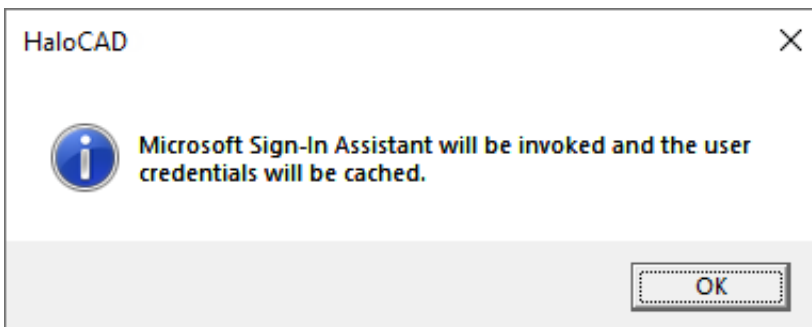 HaloCAD
Microsoft Sign-In Assistant will be invoked and the user
credentials will be cached.
OK